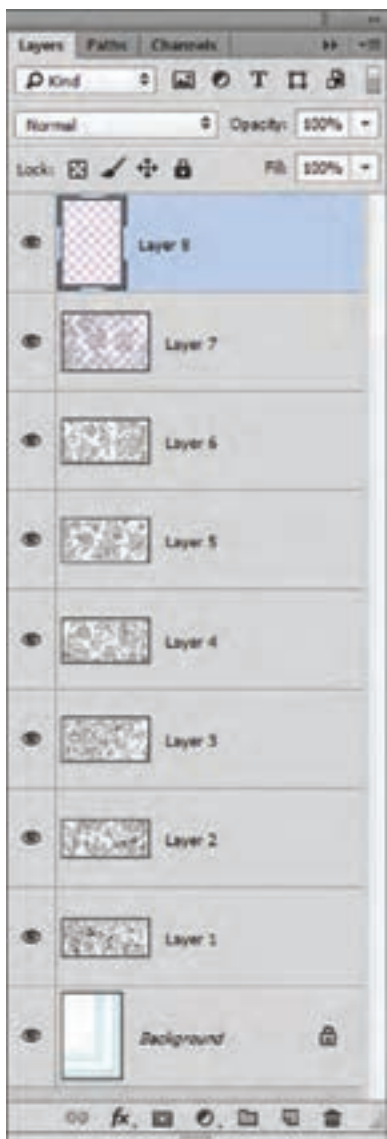 Layers Paths Channels
Kind T
Normal Opacity: 100%
Lock: Fill: 100%
Layer 8
Layer 7
Layer 6
Layer 5
Layer 4
Layer 3
Layer 2
Layer 1
Background
fx